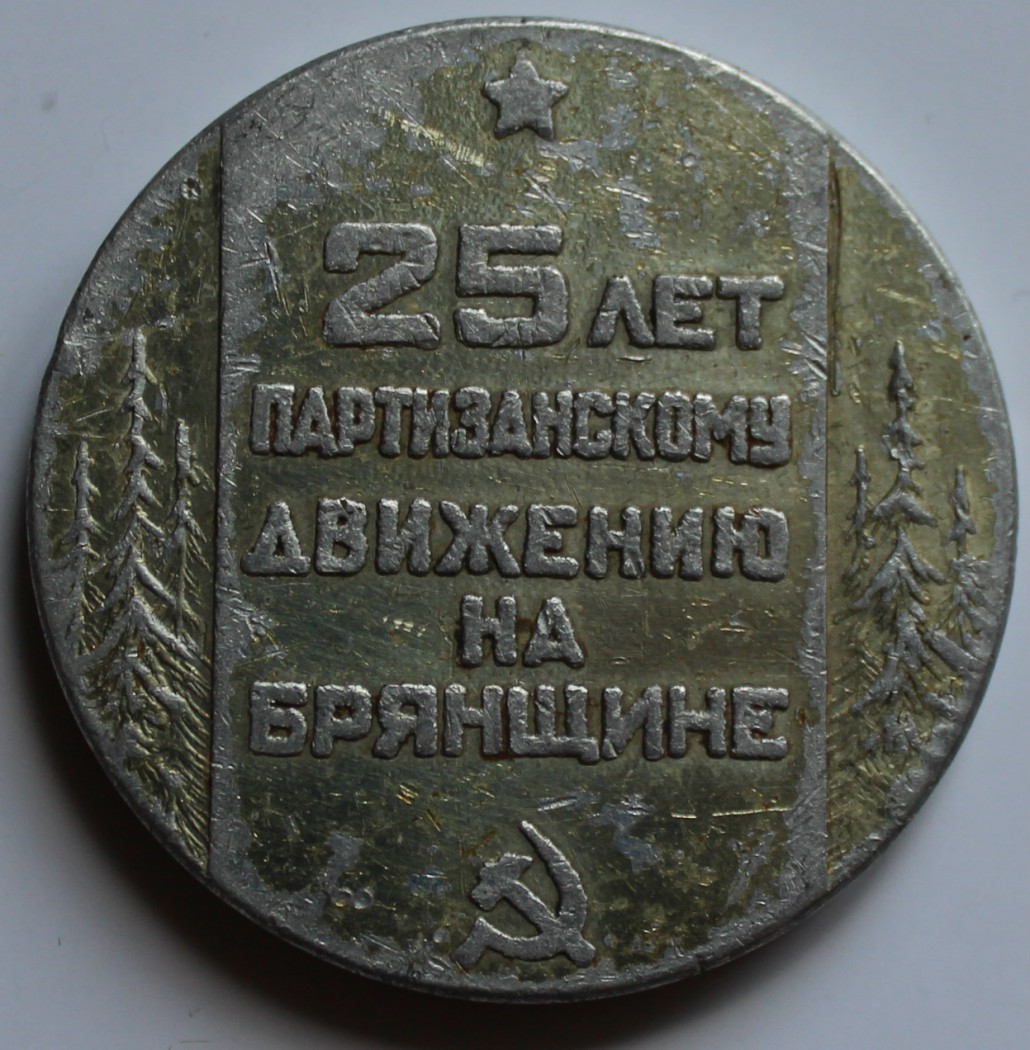 25 ЛЕТ
ПАРТИЗАНСКОМУ
ДВИЖЕНИЮ
НА
БРЯНЩИНЕ